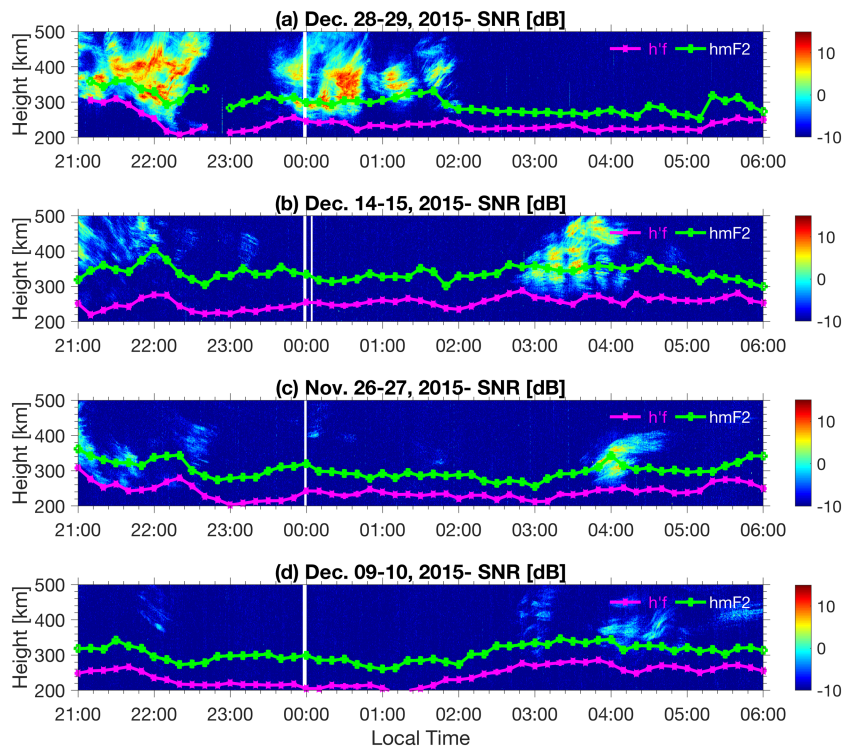 (a) Dec. 28-29, 2015- SNR [dB]
Height [km]
500
400
300
200
h'f
hmF2
10
0
-10
21:00 22:00 23:00 00:00 01:00 02:00 03:00 04:00 05:00 06:00
(b) Dec. 14-15, 2015- SNR [dB]
Height [km]
500
400
300
200
h'f
hmF2
10
0
-10
21:00 22:00 23:00 00:00 01:00 02:00 03:00 04:00 05:00 06:00
(c) Nov. 26-27, 2015- SNR [dB]
Height [km]
500
400
300
200
h'f
hmF2
10
0
-10
21:00 22:00 23:00 00:00 01:00 02:00 03:00 04:00 05:00 06:00
(d) Dec. 09-10, 2015- SNR [dB]
Height [km]
500
400
300
200
h'f
hmF2
10
0
-10
21:00 22:00 23:00 00:00 01:00 02:00 03:00 04:00 05:00 06:00
Local Time